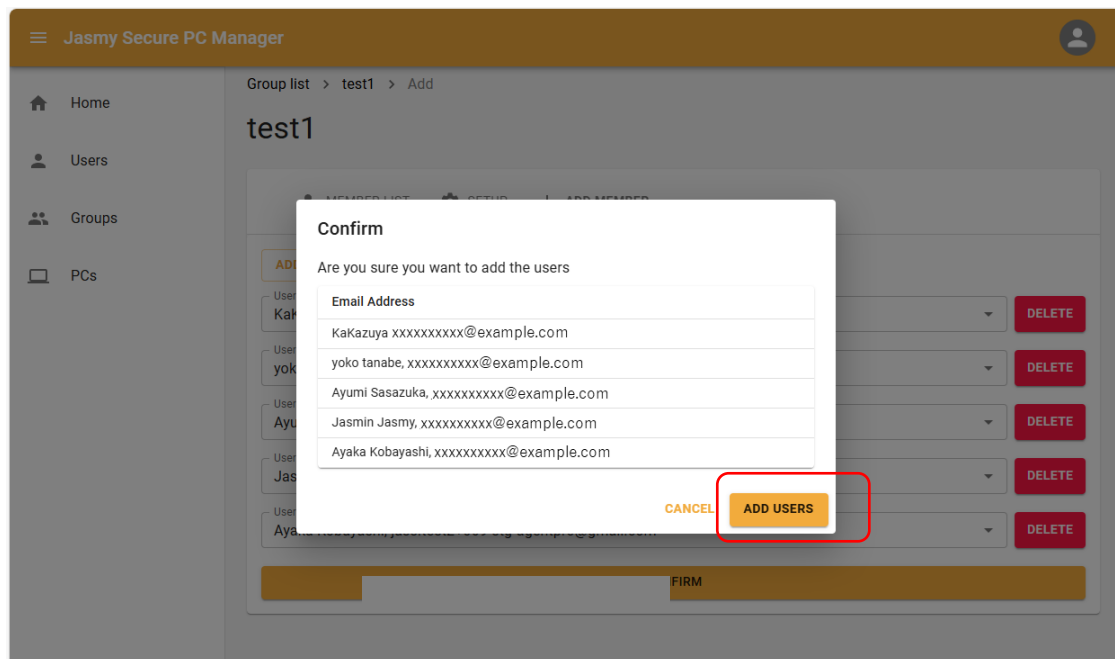 Jasmy Secure PC Manager
Group list > test1 > Add
Home
test1
Users
MEMBER LIST SETUP ADD MEMBER
Groups
Confirm
PCs
Are you sure you want to add the users
Email Address
KaKazuya xxxxxxxxxx@example.com
DELETE
yoko tanabe, xxxxxxxxxx@example.com
DELETE
Ayumi Sasazuka, xxxxxxxxxx@example.com
Jasmin Jasmy, xxxxxxxxxx@example.com
DELETE
Ayaka Kobayashi, xxxxxxxxxx@example.com
DELETE
CANCEL ADD USERS
DELETE
FIRM